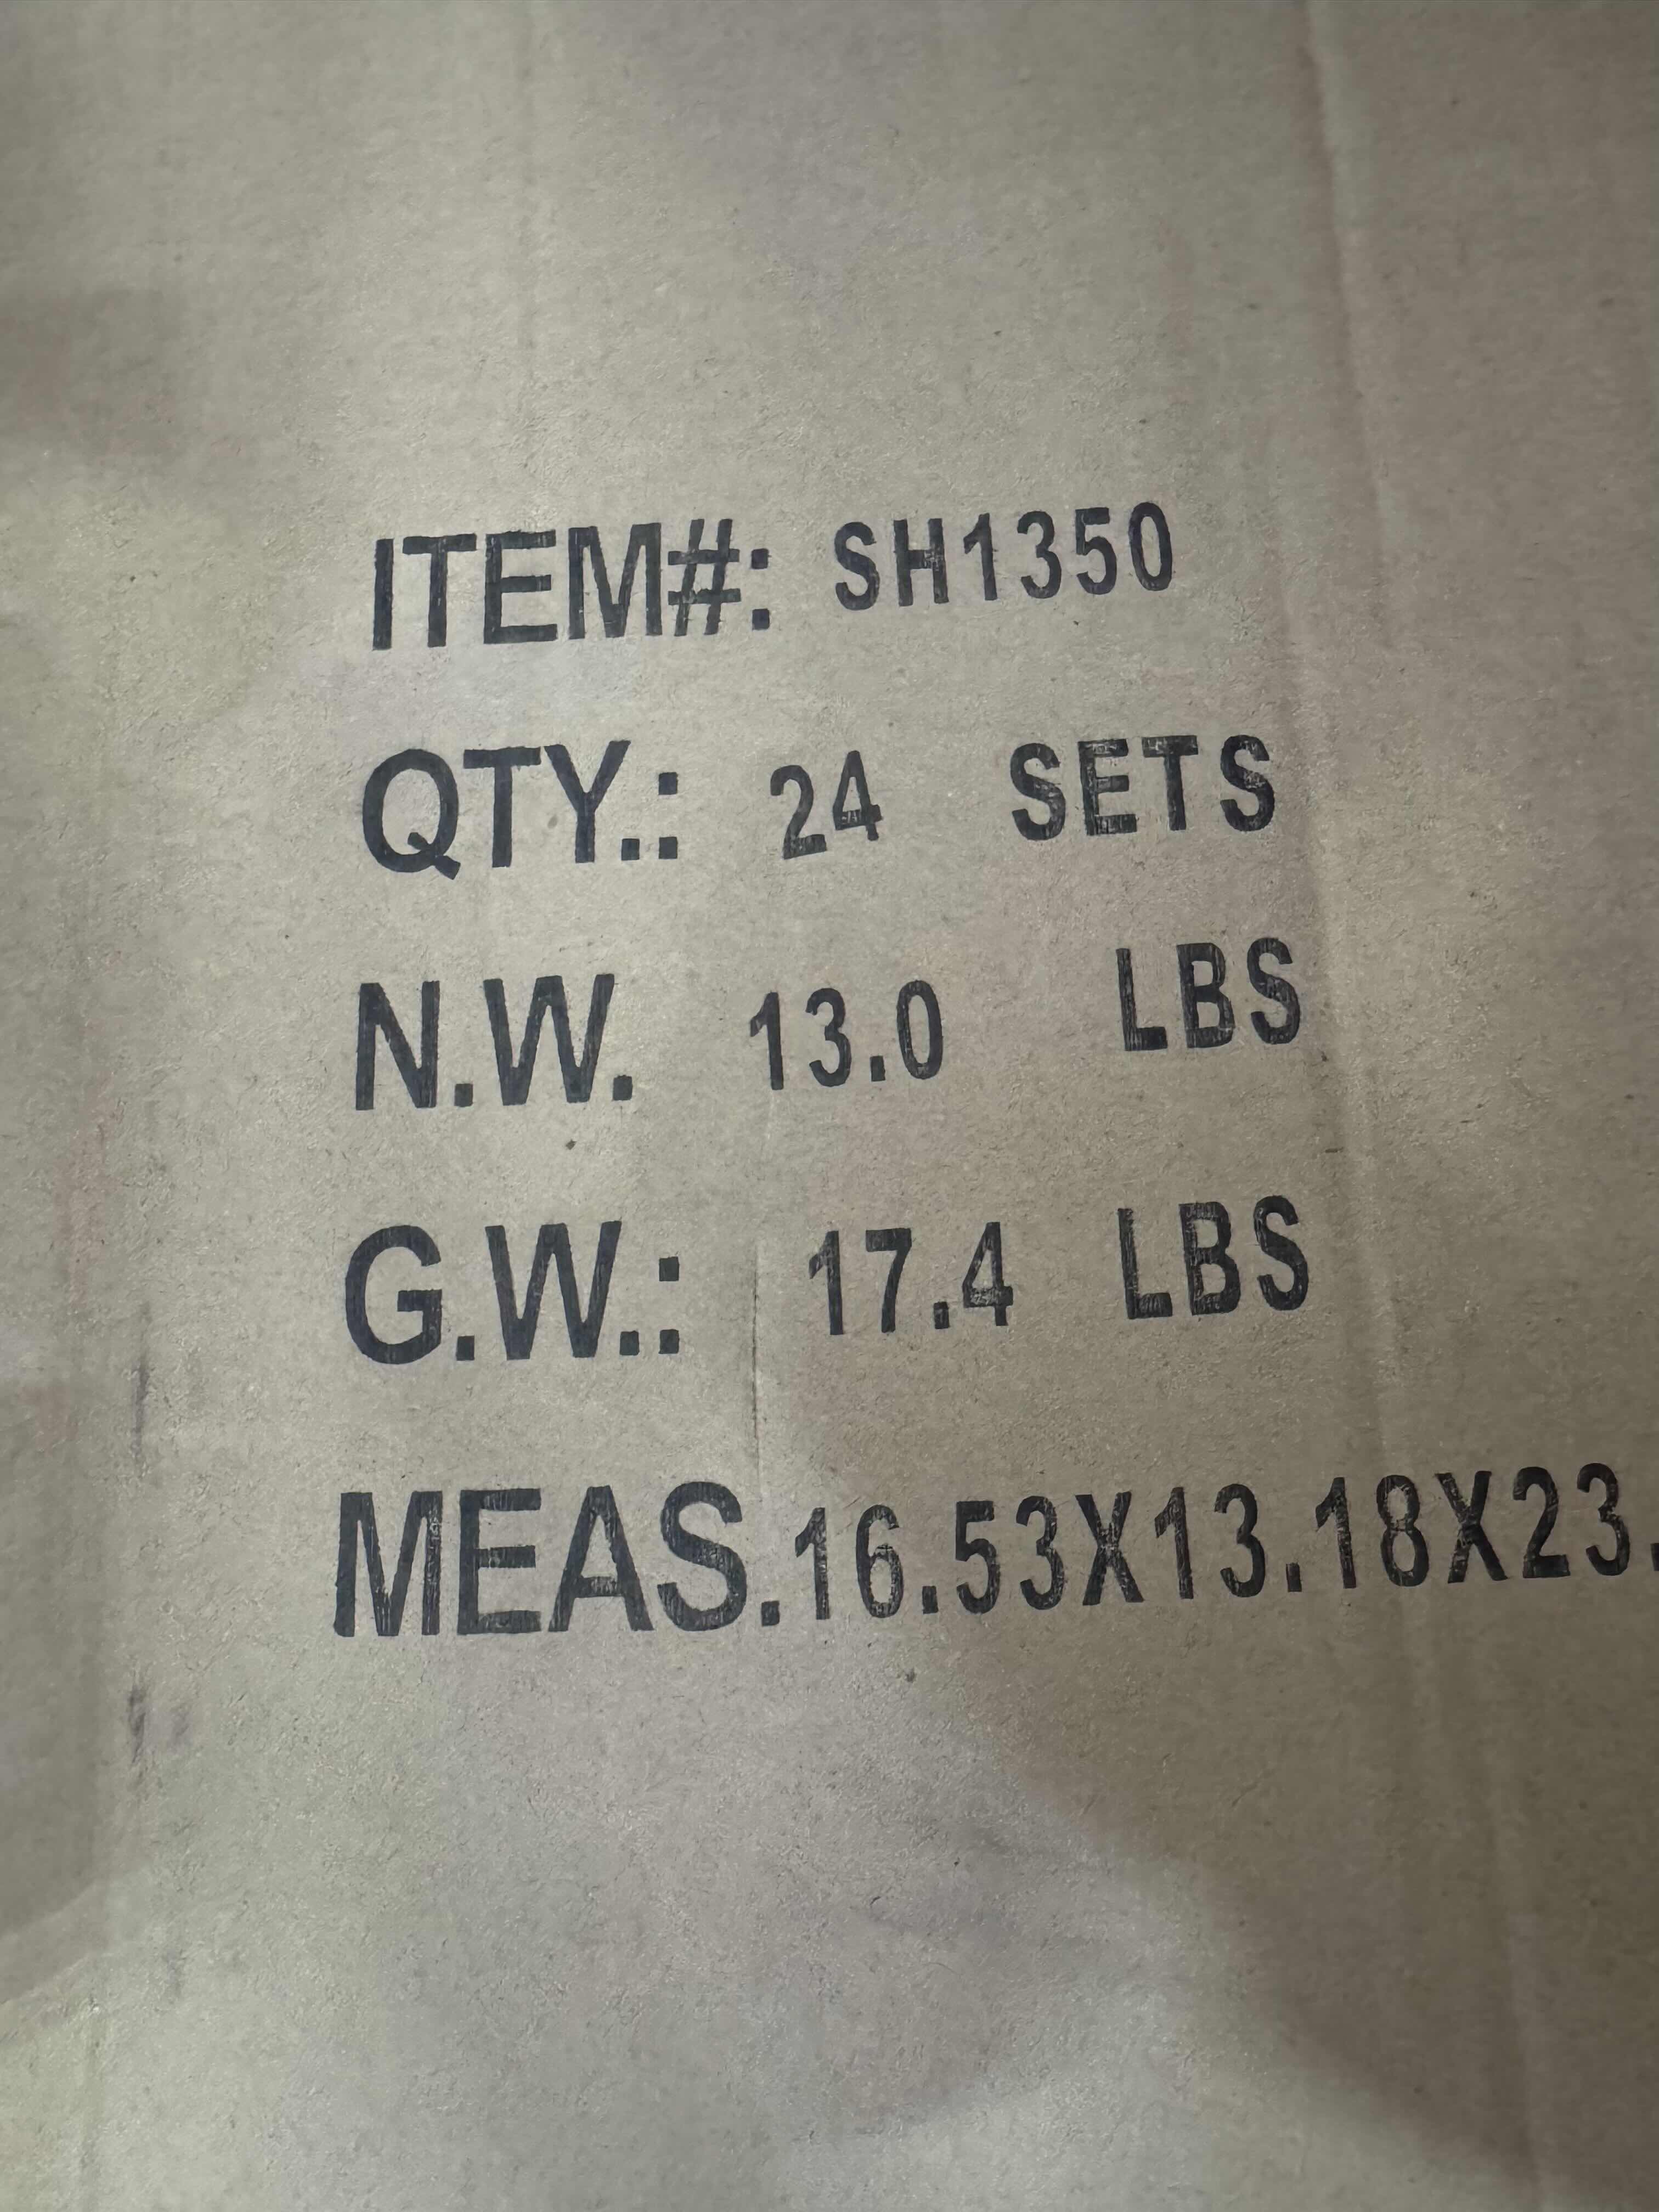 ITEM#: SH1350
QTY.: 24 SETS
N.W. 13.0 LBS
G.W.: 17.4 LBS
MEAS.16.53X13.18X23.